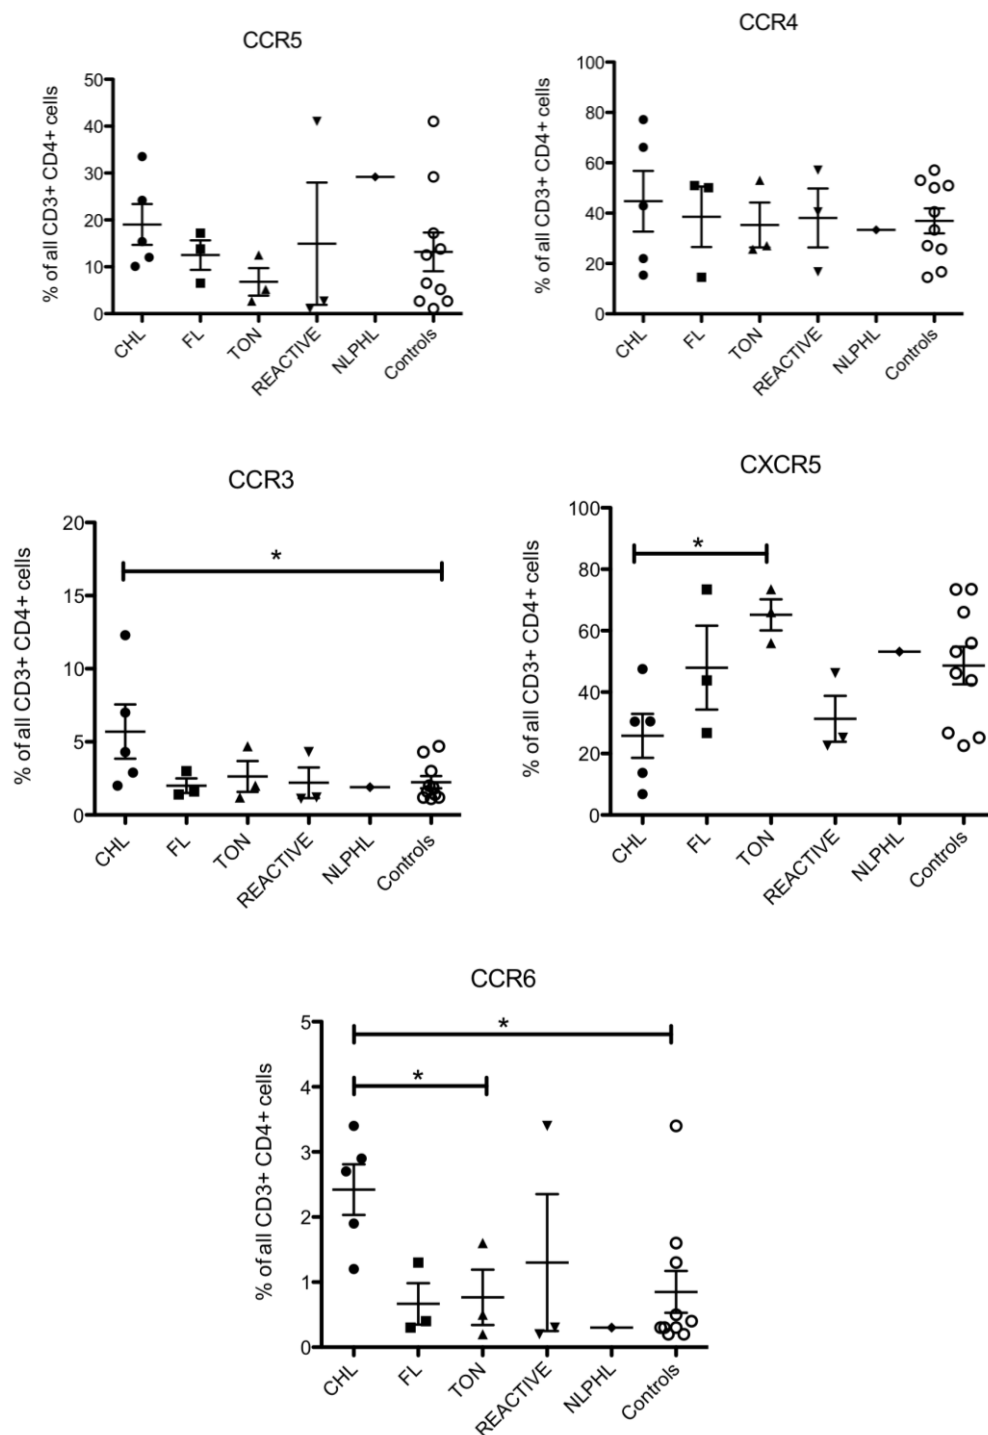 CCR5
% of all CD3+ CD4+ cells
50
40
30
20
10
0
CHL
FL
TON
REACTIVE
NLPHL
Controls
CCR4
% of all CD3+ CD4+ cells
100
80
60
40
20
0
CHL
FL
TON
REACTIVE
NLPHL
Controls
CCR3
% of all CD3+ CD4+ cells
20
15
10
5
0
*
CHL
FL
TON
REACTIVE
NLPHL
Controls
CXCR5
% of all CD3+ CD4+ cells
100
80
60
40
20
0
*
CHL
FL
TON
REACTIVE
NLPHL
Controls
CCR6
% of all CD3+ CD4+ cells
5
4
3
2
1
0
*
*
CHL
FL
TON
REACTIVE
NLPHL
Controls